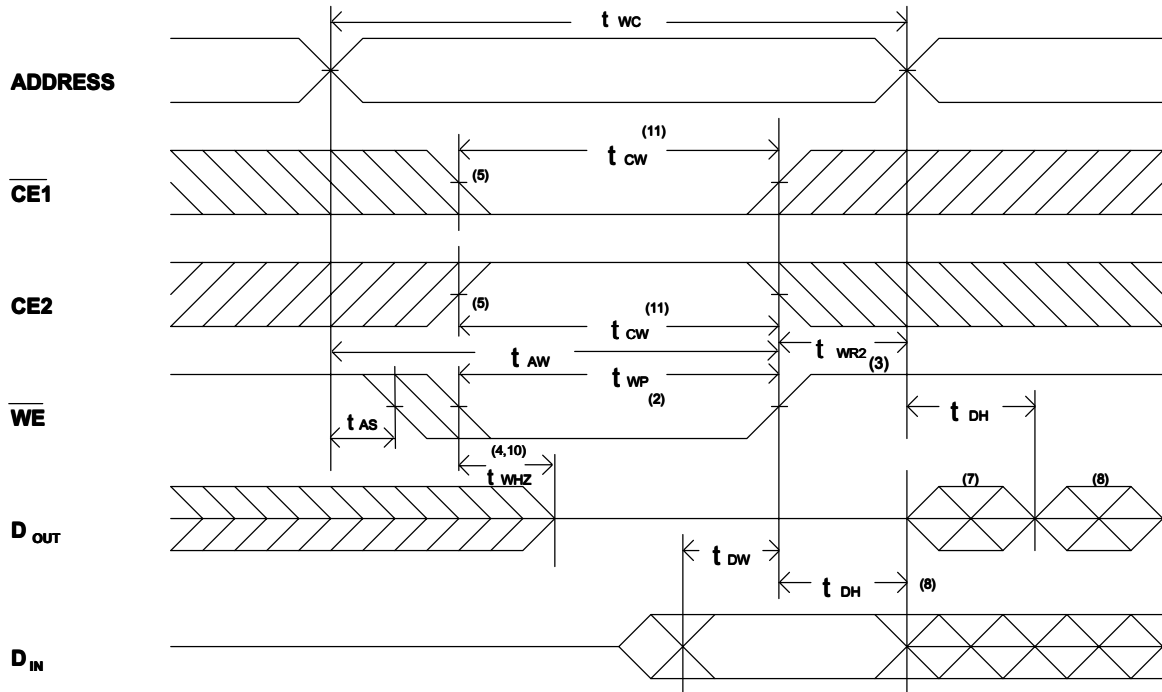 t WC
ADDRESS
(11)
t CW
CE1
(5)
CE2
(5)
(11)
t CW
t AW
t WR2
(3)
t WP
(2)
WE
t AS
t DH
(4,10)
t WHZ
(7)
(8)
D OUT
t DW
t DH
(8)
D IN